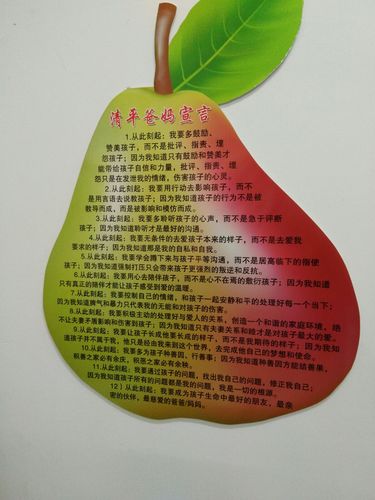 清平爸妈宣言
1.从此刻起：我要多鼓励、
赞美孩子，而不是批评、指责、埋
怨孩子；因为我知道只有鼓励和赞美才
能带给孩子自信和力量，批评、指责、埋
怨只是在发泄我的情绪，伤害孩子的心灵。
2.从此刻起：我要用行动去影响孩子，而不
是用言语去说教孩子；因为我知道孩子的行为不是被
教导而成，而是被影响和模仿而成。
3.从此刻起：我要多聆听孩子的心声，而不是急于评断
孩子；因为我知道聆听才是最好的沟通。
4.从此刻起：我要无条件的去爱孩子本来的样子，而不是去爱我
要求的样子；因为我知道那是我的自私和自我。
5.从此刻起：我要学会蹲下来与孩子平等沟通，而不是居高临下的指使
孩子；因为我知道强制打压只会带来孩子更强烈的叛逆和反抗。
6.从此刻起：我要用心去陪伴孩子，而不是心不在焉的敷衍孩子；因为我知道
只有真正的陪伴才能让孩子感受到爱的温暖。
7.从此刻起：我要控制自己的情绪，和孩子一起安静平和的处理好每一个当下；
因为我知道脾气和暴力只代表我的无能和对孩子的伤害。
8.从此刻起：我要积极主动的处理好与爱人的关系，创造一个和谐的家庭环境，绝
不让夫妻矛盾影响和伤害到孩子；因为我知道只有夫妻关系和睦才是对孩子最大的爱。
9.从此刻起：我要让孩子长成他要长成的样子，而不是我期待的样子；因为我知
道孩子并不属于我，他只是经由我来到这个世界，去完成他自己的梦想和使命。
10.从此刻起：我要多为孩子种善因、行善事；因为我知道种善因方能结善果，
积善之家必有余庆，积恶之家必有余殃。
11.从此刻起：我要通过孩子的问题，找出我自己的问题，修正我自己；
因为我知道孩子所有的问题都是我的问题，我是一切的根源。
12）从此刻起：我要成为孩子生命中最好的朋友，最亲
密的伙伴，最慈爱的爸爸/妈妈。